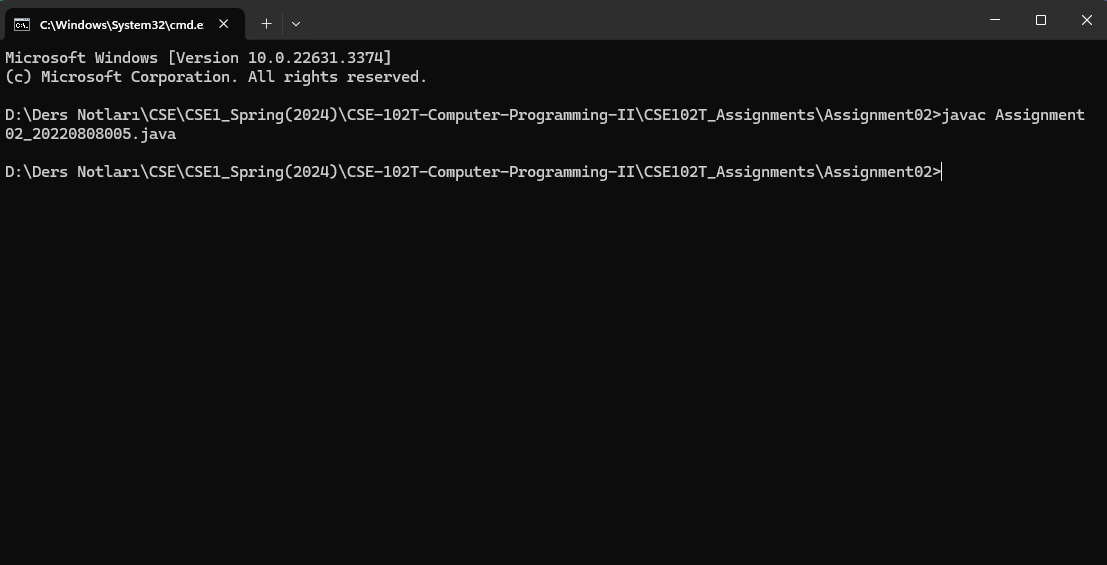 C:\Windows\System32\cmd.e
Microsoft Windows [Version 10.0.22631.3374]
(c) Microsoft Corporation. All rights reserved.
D:\Ders Notları\CSE\CSE1_Spring(2024)\CSE-102T-Computer-Programming-II\CSE102T_Assignments\Assignment02>javac Assignment
02_20220808005.java
D:\Ders Notları\CSE\CSE1_Spring(2024)\CSE-102T-Computer-Programming-II\CSE102T_Assignments\Assignment02>